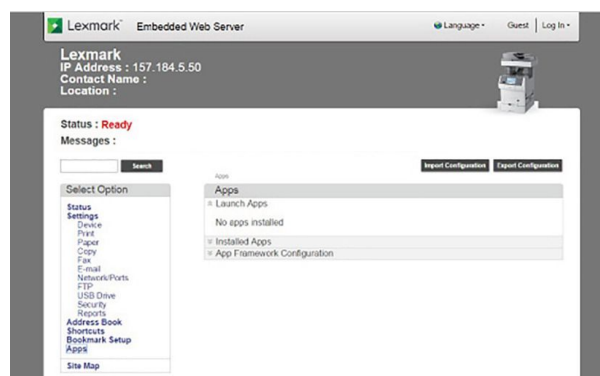 Lexmark™ Embedded Web Server Language Guest Log In
Lexmark
IP Address : 157.184.5.50
Contact Name :
Location :
Status : Ready
Messages :
Search
Import Configuration Export Configuration
Apps
Select Option
Apps
Launch Apps
No apps installed
Installed Apps
App Framework Configuration
Status
Settings
Device
Print
Paper
Copy
Fax
E-mail
Network/Ports
FTP
USB Drive
Security
Reports
Address Book
Shortcuts
Bookmark Setup
Apps
Site Map